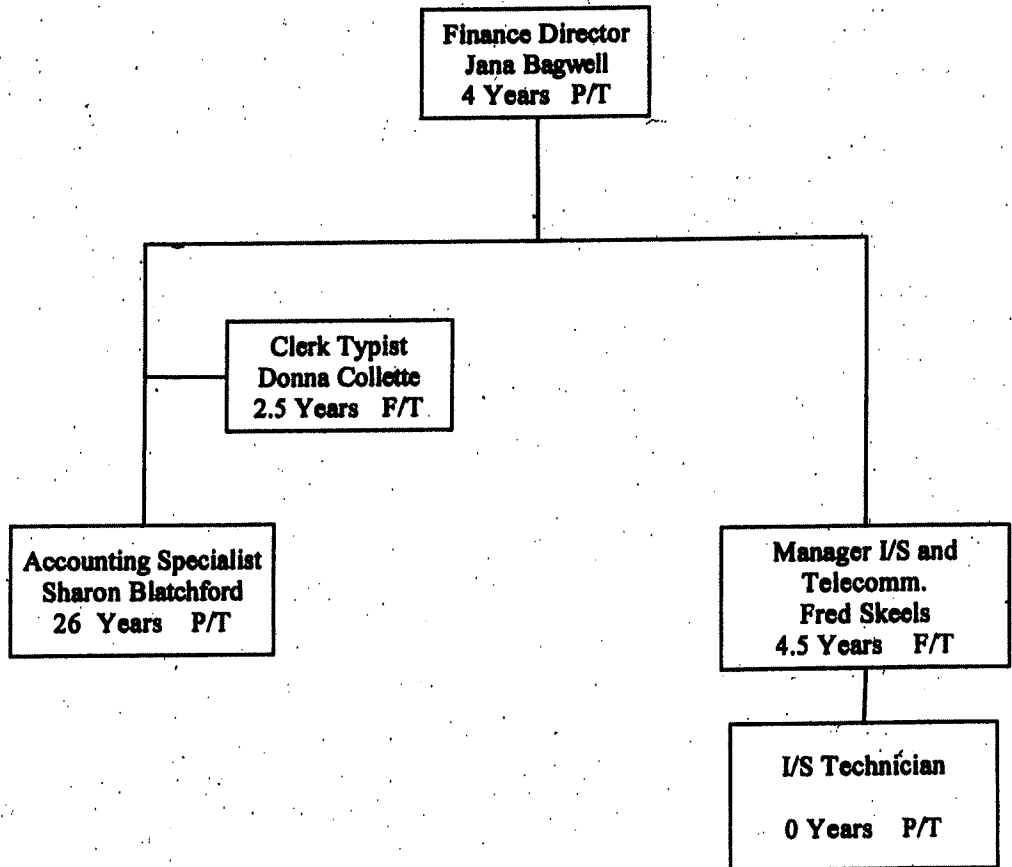 Finance Director
Jana Bagwell
4 Years P/T
Clerk Typist
Donna Collette
2.5 Years F/T
Accounting Specialist
Sharon Blatchford
26 Years P/T
Manager I/S and
Telecomm.
Fred Skeels
4.5 Years F/T
I/S Technician
0 Years P/T